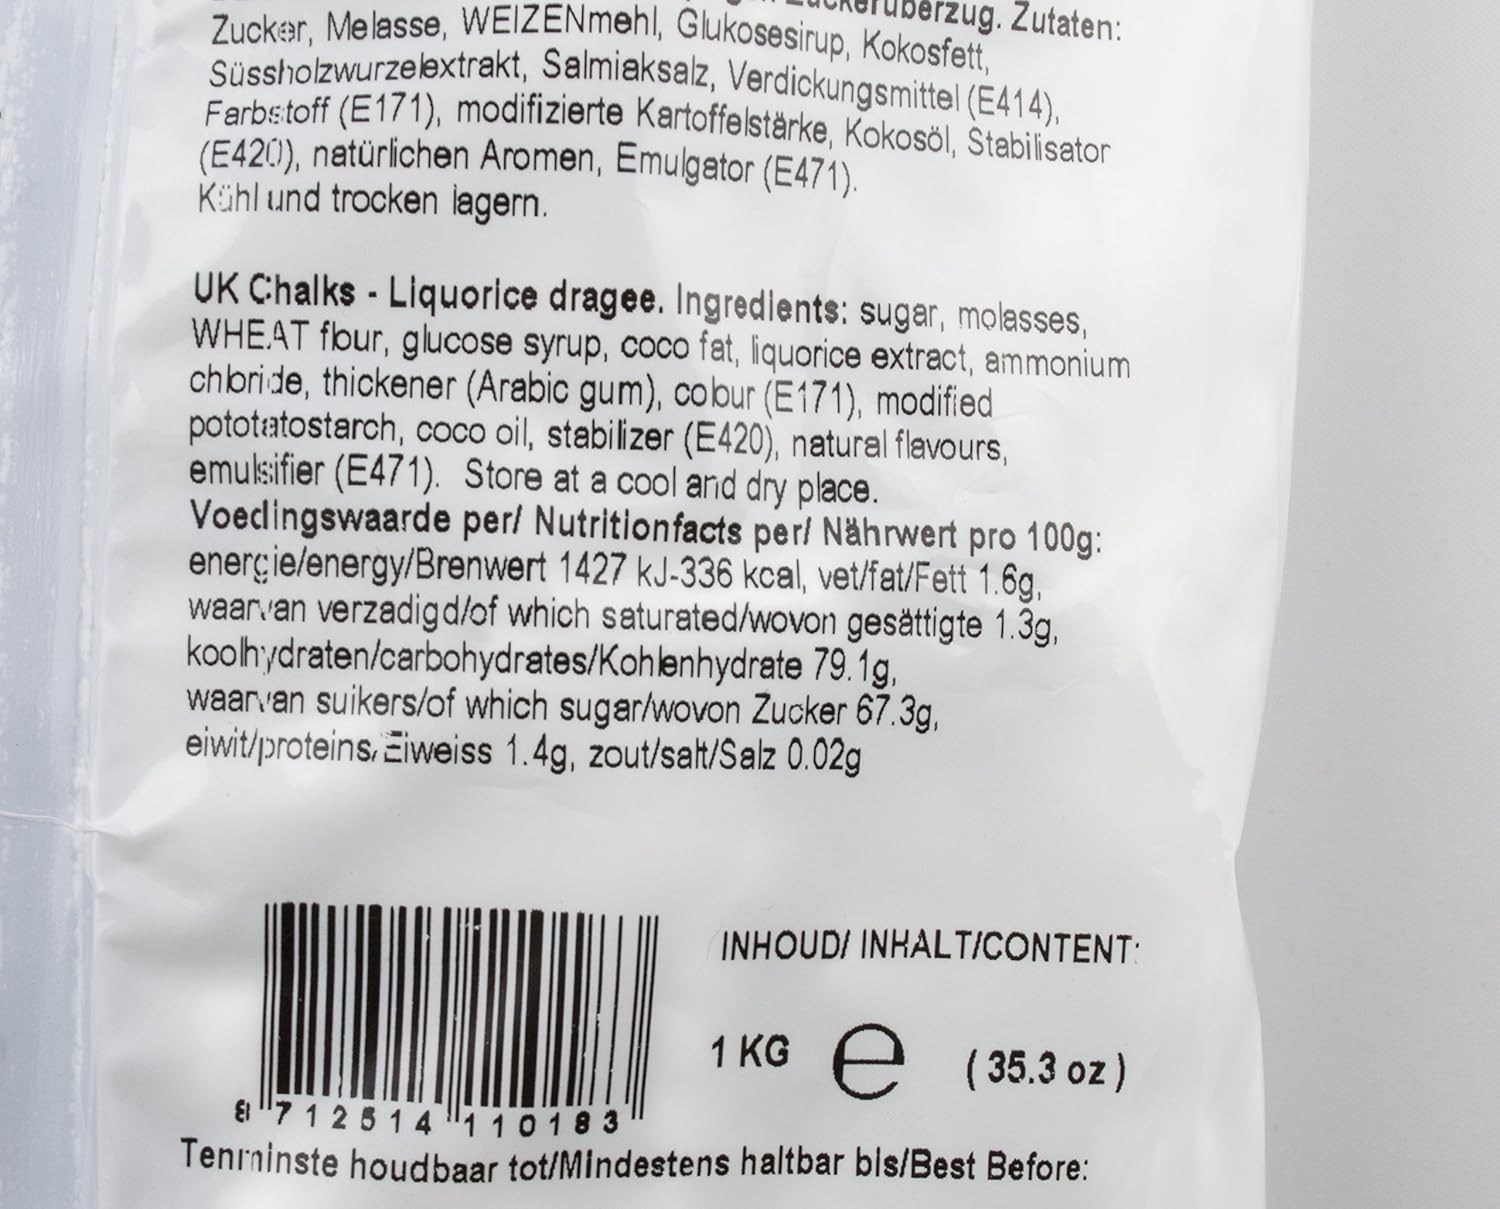 Zuckerüberzug. Zutaten:
Zucker, Melasse, WEIZENmehl, Glukosesirup, Kokosfett,
Süssholzwurzelextrakt, Salmiaksalz, Verdickungsmittel (E414),
Farbstoff (E171), modifizierte Kartoffelstärke, Kokosöl, Stabilisator
(E420), natürlichen Aromen, Emulgator (E471).
Kühl und trocken lagern.
UK Chalks - Liquorice dragee. Ingredients: sugar, molasses,
WHEAT flour, glucose syrup, coco fat, liquorice extract, ammonium
chloride, thickener (Arabic gum), colour (E171), modified
pototatostarch, coco oil, stabilizer (E420), natural flavours,
emulsifier (E471). Store at a cool and dry place.
Voedingswaarde per/ Nutritionfacts per/ Nährwert pro 100g:
energie/energy/Brenwert 1427 kJ-336 kcal, vet/fat/Fett 1.6g,
waarvan verzadigd/of which saturated/wovon gesättigte 1.3g,
koolhydraten/carbohydrates/Kohlenhydrate 79.1g,
waarvan suikers/of which sugar/wovon Zucker 67.3g,
eiwit/proteins/Eiweiss 1.4g, zout/salt/Salz 0.02g
INHOUD/ INHALT/CONTENT:
1 KG e (35.3 oz)
8 712514 110183
Tenminste houdbaar tot/Mindestens haltbar bis/Best Before: